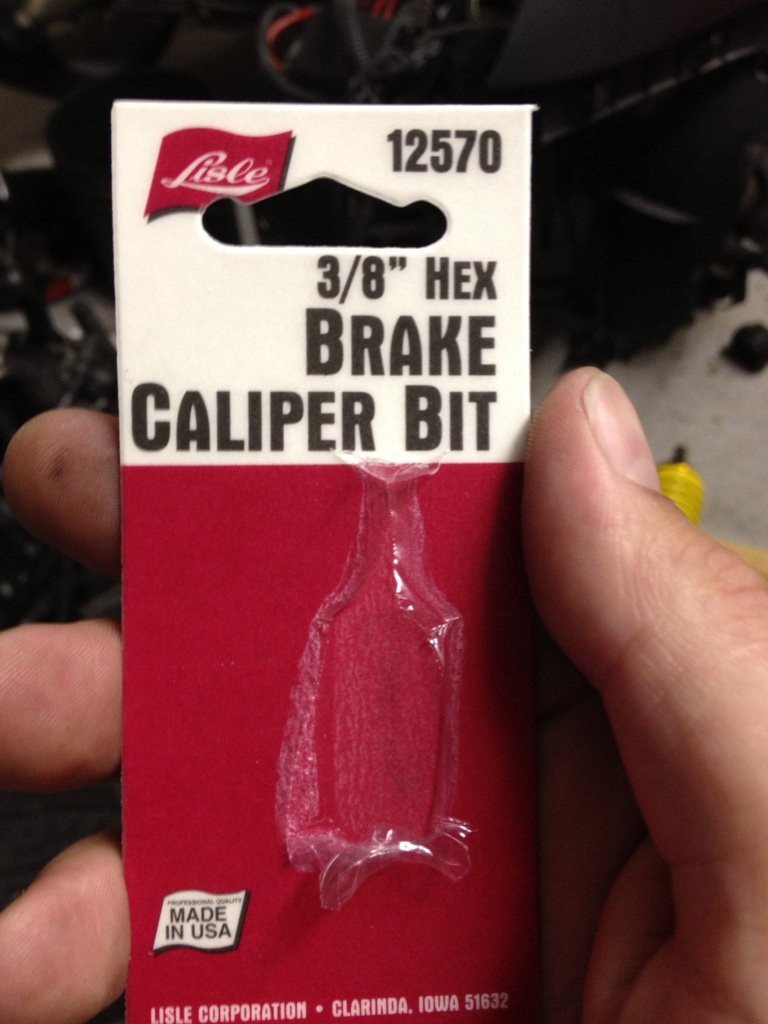 Lisle
12570
3/8" HEX
BRAKE
CALIPER BIT
PROFESSIONAL QUALITY
MADE
IN USA
LISLE CORPORATION • CLARINDA, IOWA 51632